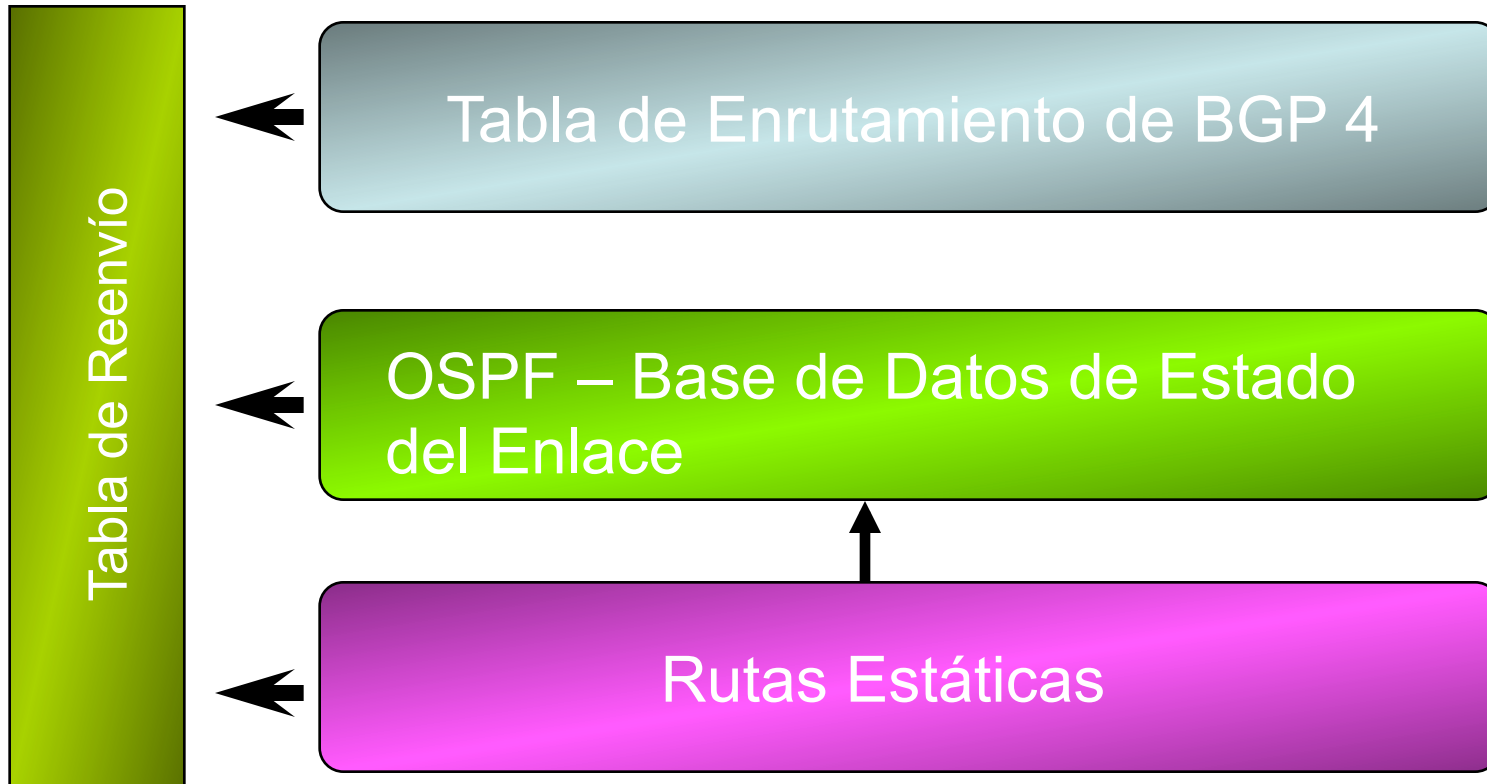 Tabla de Reenvío
Tabla de Enrutamiento de BGP 4
OSPF – Base de Datos de Estado
del Enlace
Rutas Estáticas